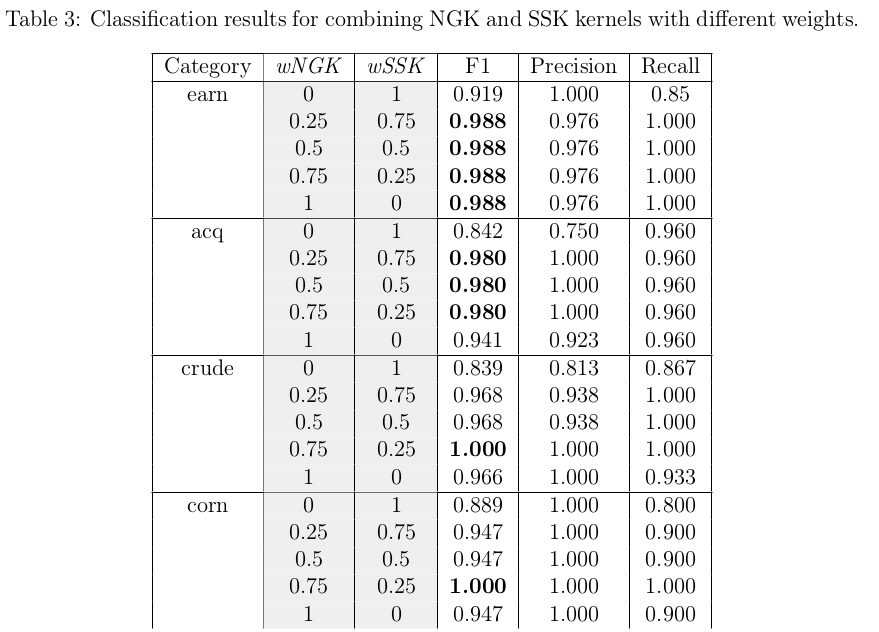 Table 3: Classification results for combining NGK and SSK kernels with different weights.
Category wNGK wSSK F1 Precision Recall
earn 0 1 0.919 1.000 0.85
0.25 0.75 0.988 0.976 1.000
0.5 0.5 0.988 0.976 1.000
0.75 0.25 0.988 0.976 1.000
1 0 0.988 0.976 1.000
acq 0 1 0.842 0.750 0.960
0.25 0.75 0.980 1.000 0.960
0.5 0.5 0.980 1.000 0.960
0.75 0.25 0.980 1.000 0.960
1 0 0.941 0.923 0.960
crude 0 1 0.839 0.813 0.867
0.25 0.75 0.968 0.938 1.000
0.5 0.5 0.968 0.938 1.000
0.75 0.25 1.000 1.000 1.000
1 0 0.966 1.000 0.933
corn 0 1 0.889 1.000 0.800
0.25 0.75 0.947 1.000 0.900
0.5 0.5 0.947 1.000 0.900
0.75 0.25 1.000 1.000 1.000
1 0 0.947 1.000 0.900